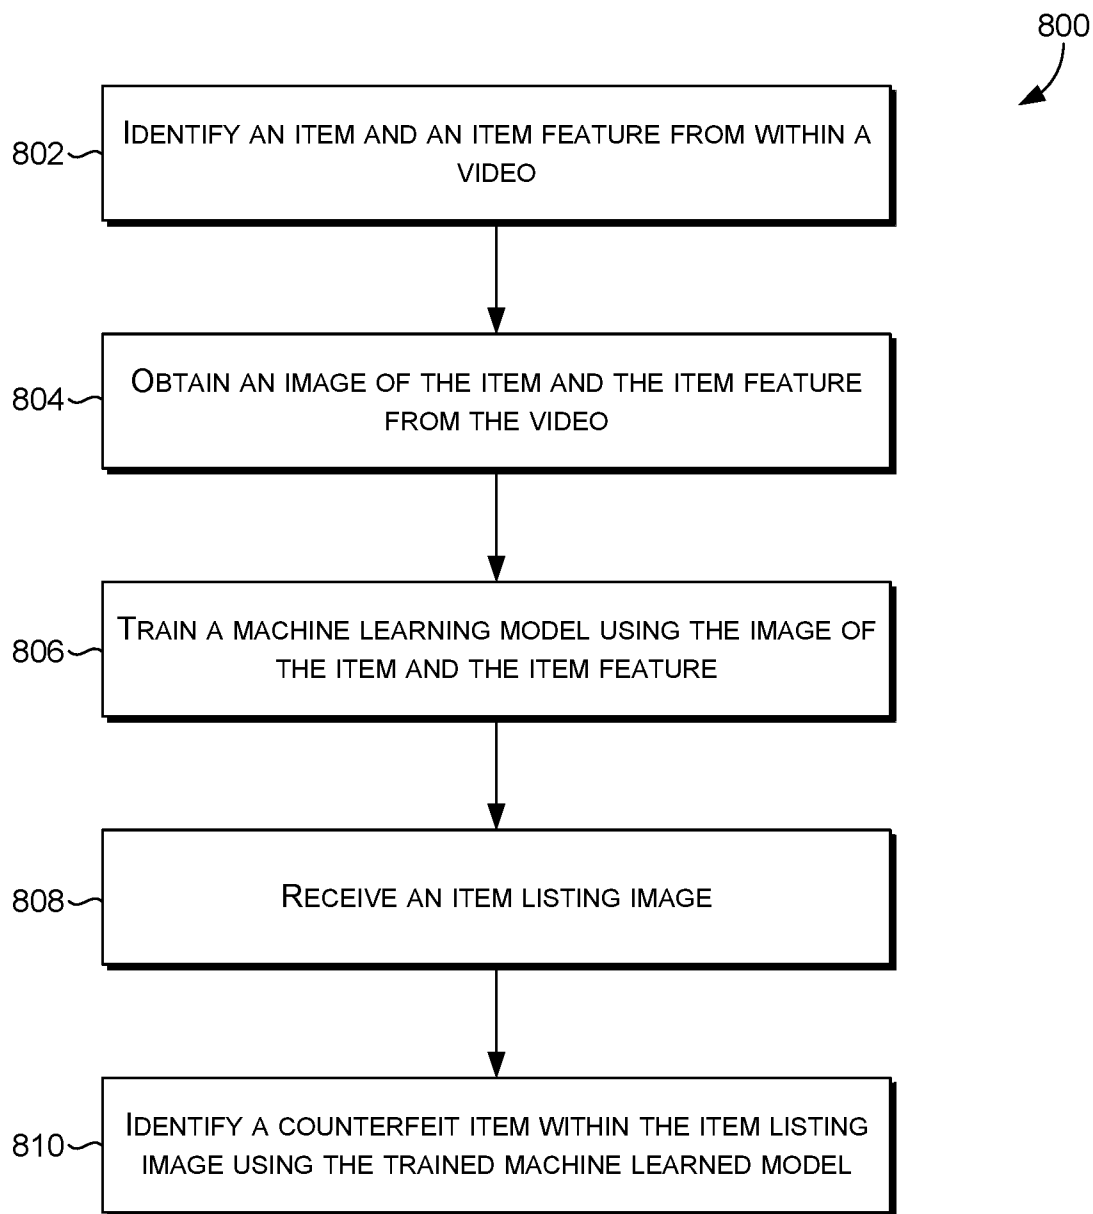 800
802
IDENTIFY AN ITEM AND AN ITEM FEATURE FROM WITHIN A
VIDEO
804
OBTAIN AN IMAGE OF THE ITEM AND THE ITEM FEATURE
FROM THE VIDEO
806
TRAIN A MACHINE LEARNING MODEL USING THE IMAGE OF
THE ITEM AND THE ITEM FEATURE
808
RECEIVE AN ITEM LISTING IMAGE
810
IDENTIFY A COUNTERFEIT ITEM WITHIN THE ITEM LISTING
IMAGE USING THE TRAINED MACHINE LEARNED MODEL